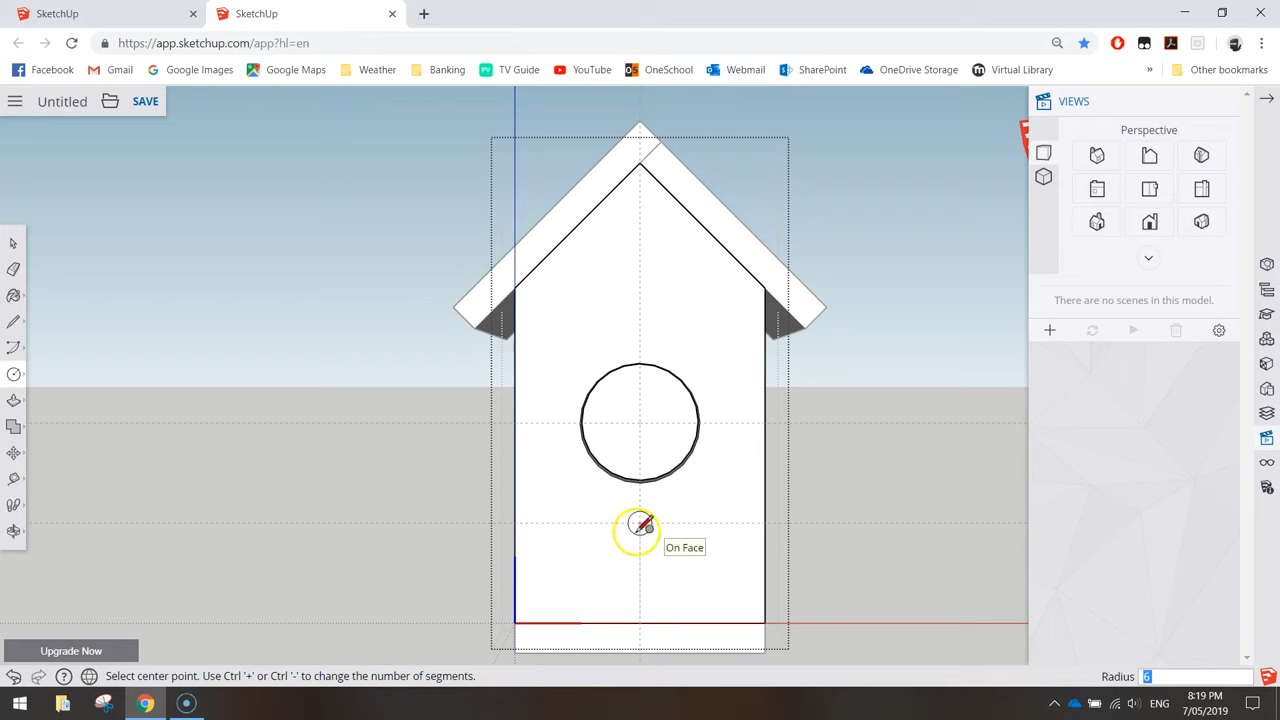 SketchUp
SketchUp
https://app.sketchup.com/app?hl=en
Facebook Gmail Google Images Google Maps Weather Banking TV Guide YouTube OneSchool Webmail SharePoint OneDrive Storage Virtual Library » Other bookmarks
Untitled SAVE
VIEWS
Perspective
There are no scenes in this model.
On Face
Upgrade Now
Select center point. Use Ctrl '+' or Ctrl '-' to change the number of segments.
Radius 6
ENG
8:19 PM
7/05/2019